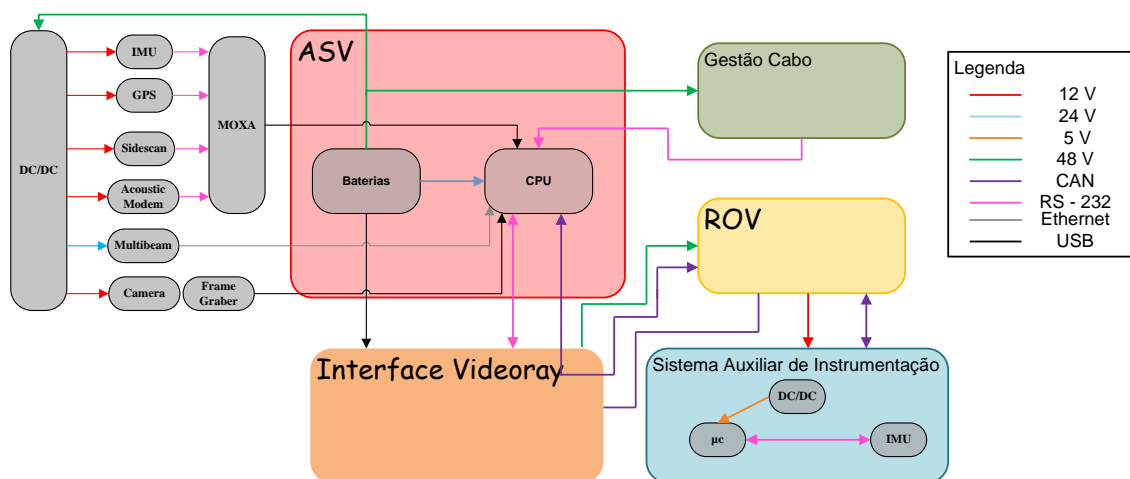 DC/DC
IMU
GPS
Sidescan
Acoustic
Modem
Multibeam
Camera
Frame
Graber
MOXA
ASV
Baterias
CPU
Gestão Cabo
ROV
Interface Videoray
Sistema Auxiliar de Instrumentação
DC/DC
µc
IMU
Legenda
12 V
24 V
5 V
48 V
CAN
RS - 232
Ethernet
USB